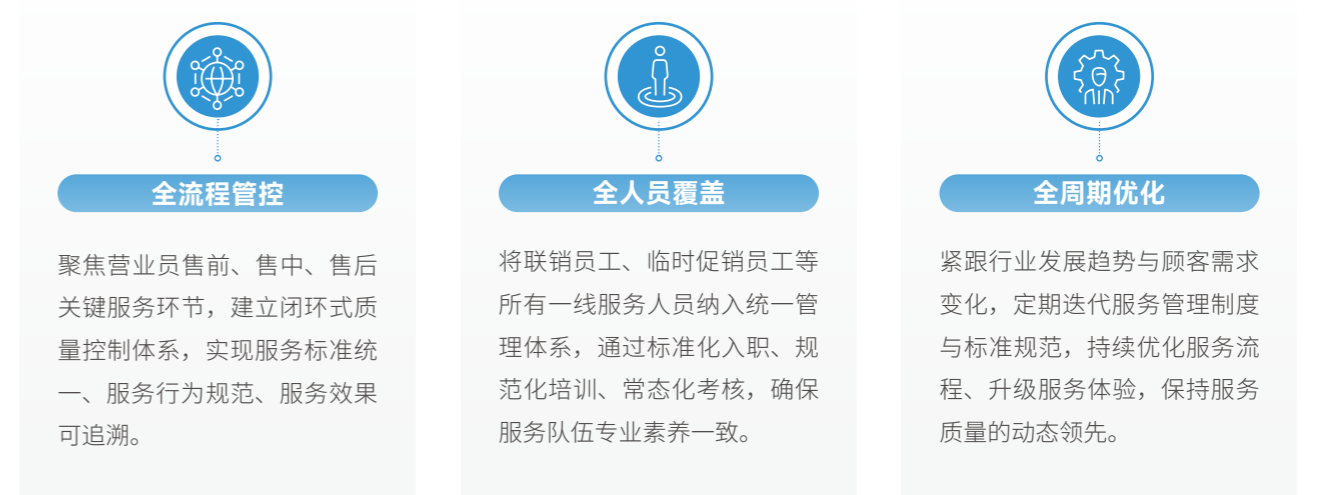 全流程管控
聚焦营业员售前、售中、售后
关键服务环节，建立闭环式质
量控制体系，实现服务标准统
一、服务行为规范、服务效果
可追溯。
全人员覆盖
将联销员工、临时促销员工等
所有一线服务人员纳入统一管
理体系，通过标准化入职、规
范化培训、常态化考核，确保
服务队伍专业素养一致。
全周期优化
紧跟行业发展趋势与顾客需求
变化，定期迭代服务管理制度
与标准规范，持续优化服务流
程、升级服务体验，保持服务
质量的动态领先。